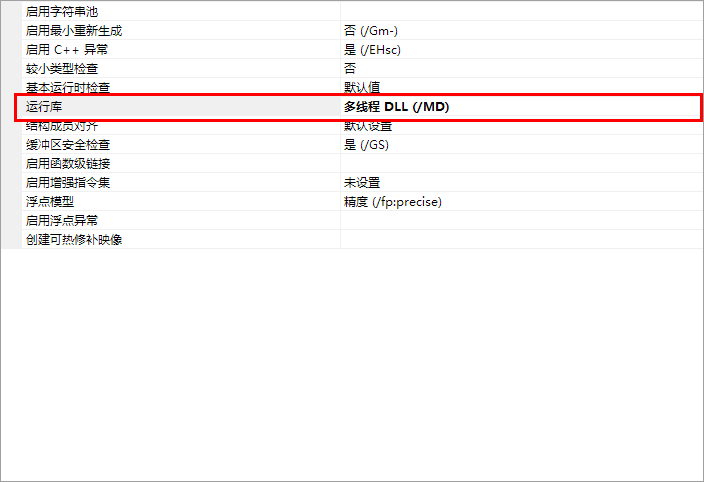 启用字符串池
启用最小重新生成 否 (/Gm-)
启用 C++ 异常 是 (/EHsc)
较小类型检查 否
基本运行时检查 默认值
运行库 多线程 DLL (/MD)
结构成员对齐 默认设置
缓冲区安全检查 是 (/GS)
启用函数级链接
启用增强指令集 未设置
浮点模型 精度 (/fp:precise)
启用浮点异常
创建可热修补映像